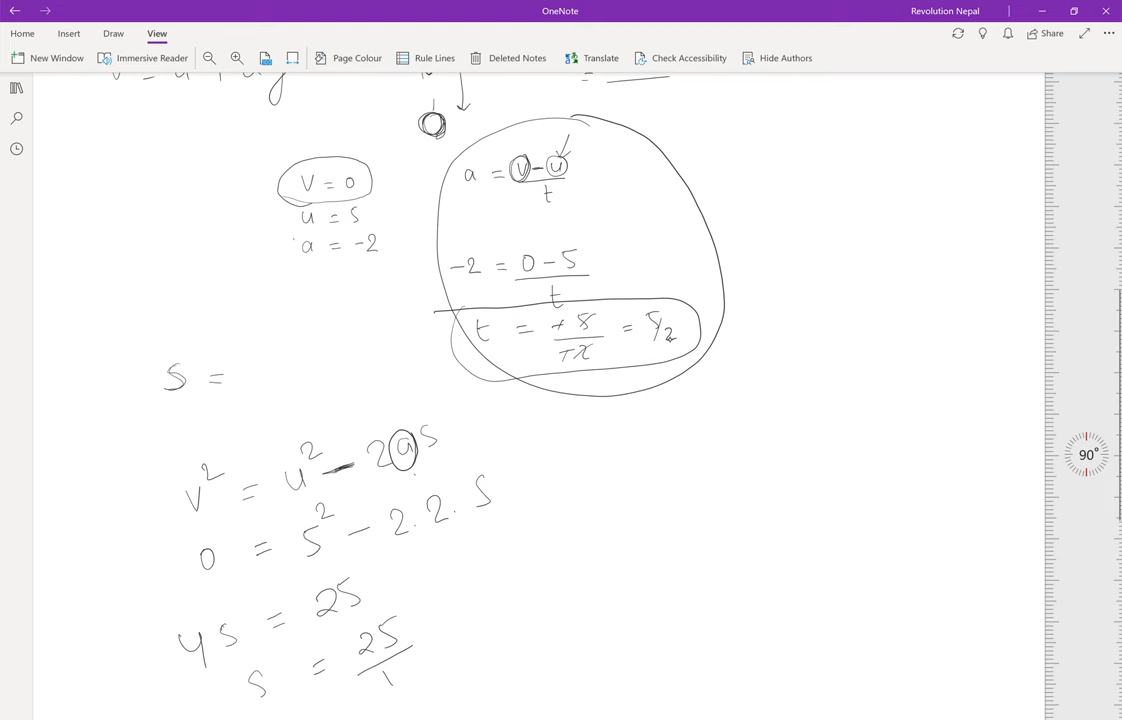 OneNote
Revolution Nepal
Home Insert Draw View
Share
New Window Immersive Reader Page Colour Rule Lines Deleted Notes Translate Check Accessibility Hide Authors
V = 0
u = 5
a = -2
a = v - u / t
-2 = 0 - 5 / t
t = +5 / +2 = 5/2
S =
v² = u² - 2as
0 = 5² - 2.2.S
4s = 25
S = 25 /
90°